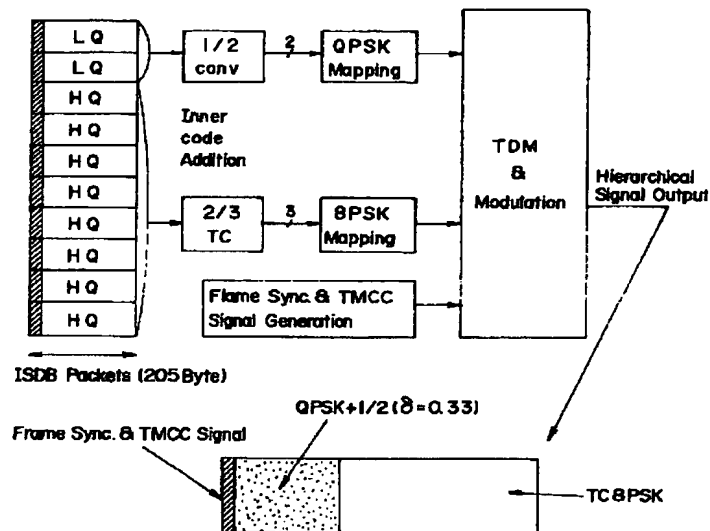 LQ
LQ
HQ
HQ
HQ
HQ
HQ
HQ
HQ
HQ
1/2
conv
2
QPSK
Mapping
Inner
code
Addition
2/3
TC
3
8PSK
Mapping
Flame Sync. & TMCC
Signal Generation
TDM
&
Modulation
Hierarchical
Signal Output
ISDB Packets (205Byte)
QPSK+1/2(δ=0.33)
Frame Sync. & TMCC Signal
TC8PSK